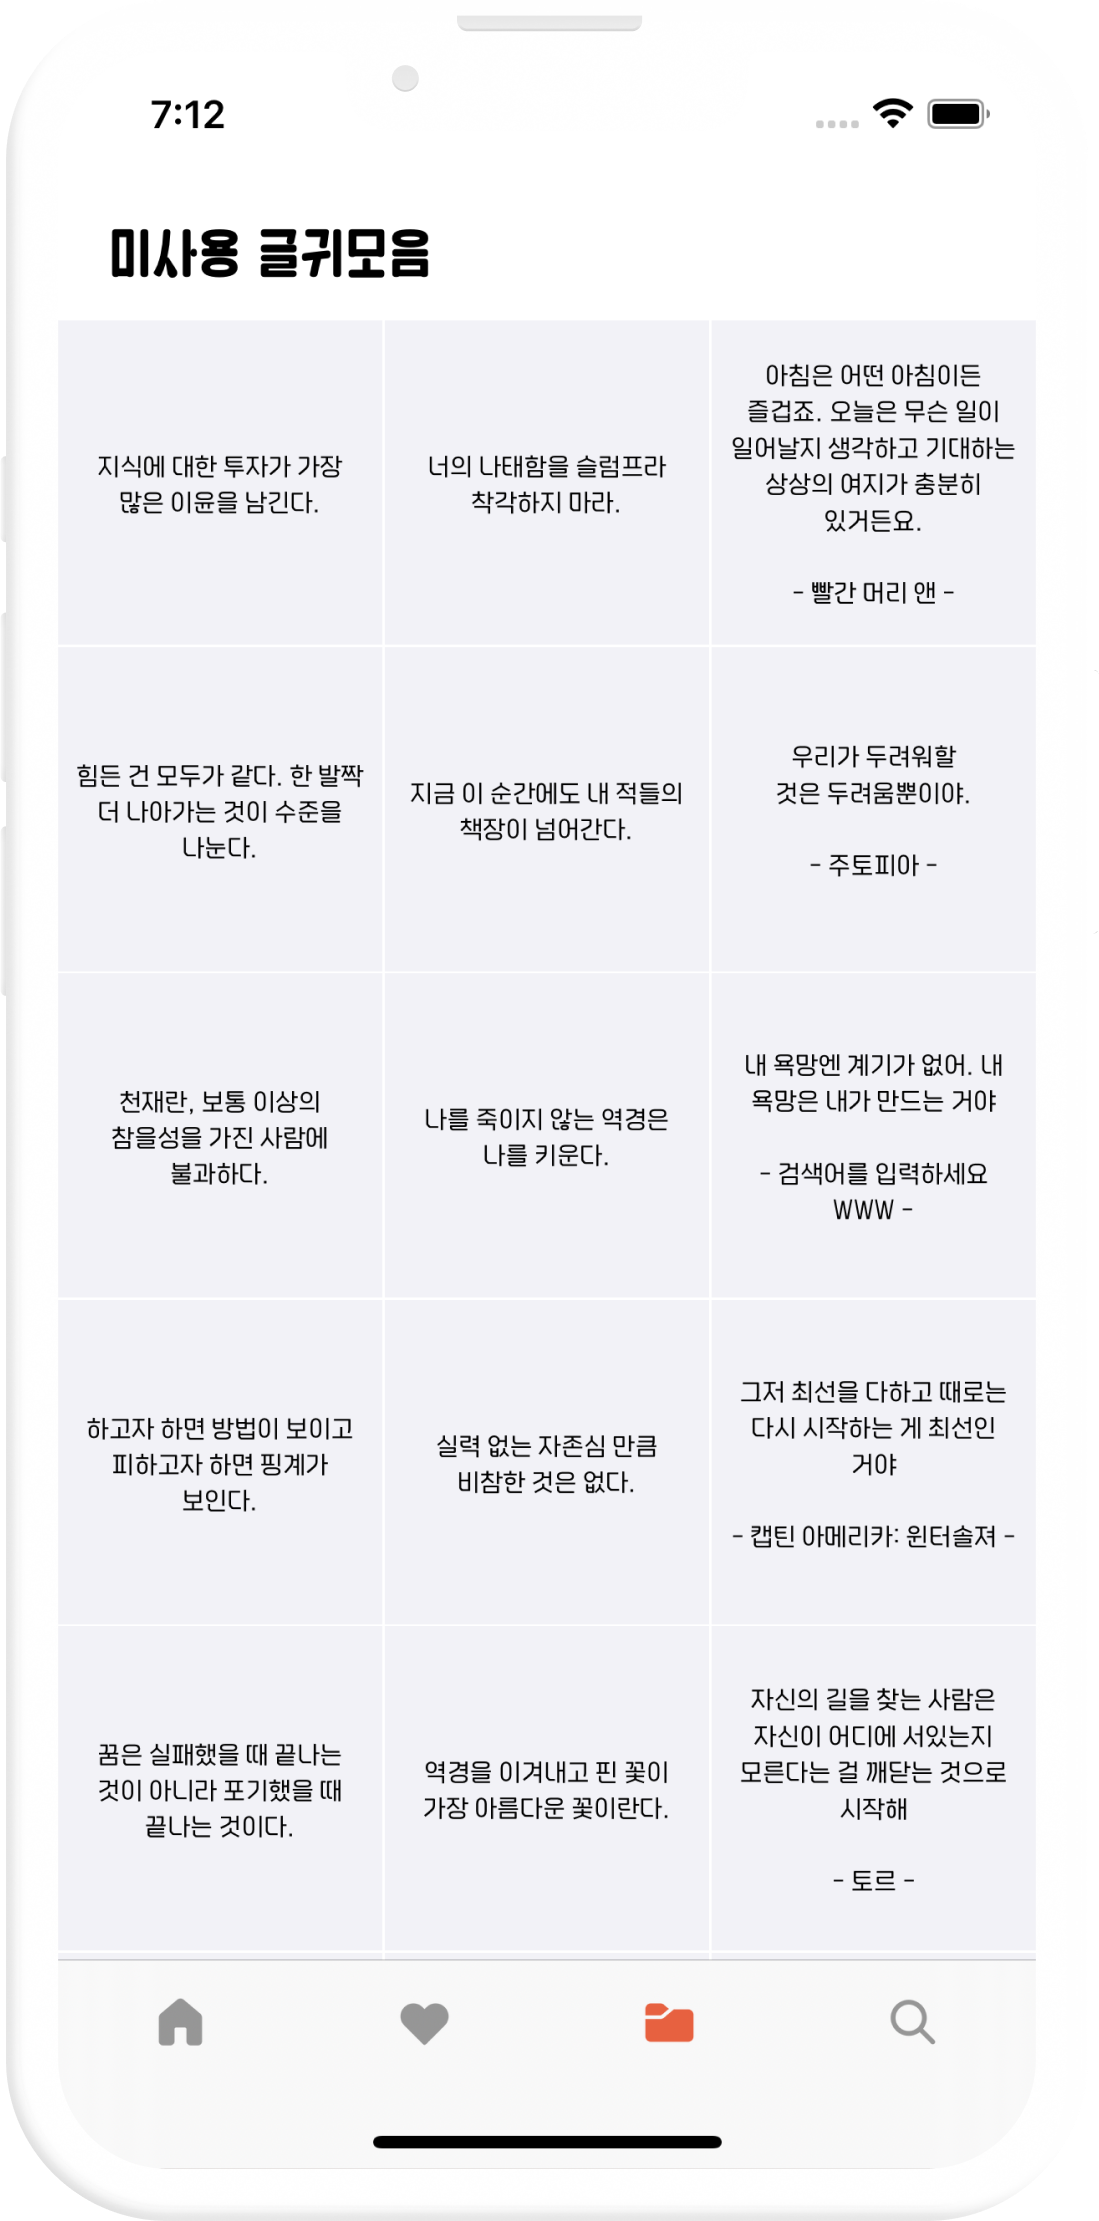 7:12
미사용 글귀모음
지식에 대한 투자가 가장
많은 이윤을 남긴다.
너의 나태함을 슬럼프라
착각하지 마라.
아침은 어떤 아침이든
즐겁죠. 오늘은 무슨 일이
일어날지 생각하고 기대하는
상상의 여지가 충분히
있거든요.
- 빨간 머리 앤 -
힘든 건 모두가 같다. 한 발짝
더 나아가는 것이 수준을
나눈다.
지금 이 순간에도 내 적들의
책장이 넘어간다.
우리가 두려워할
것은 두려움뿐이야.
- 주토피아 -
천재란, 보통 이상의
참을성을 가진 사람에
불과하다.
나를 죽이지 않는 역경은
나를 키운다.
내 욕망엔 계기가 없어. 내
욕망은 내가 만드는 거야
- 검색어를 입력하세요
WWW -
하고자 하면 방법이 보이고
피하고자 하면 핑계가
보인다.
실력 없는 자존심 만큼
비참한 것은 없다.
그저 최선을 다하고 때로는
다시 시작하는 게 최선인
거야
- 캡틴 아메리카: 윈터솔져 -
꿈은 실패했을 때 끝나는
것이 아니라 포기했을 때
끝나는 것이다.
역경을 이겨내고 핀 꽃이
가장 아름다운 꽃이란다.
자신의 길을 찾는 사람은
자신이 어디에 서있는지
모른다는 걸 깨닫는 것으로
시작해
- 토르 -